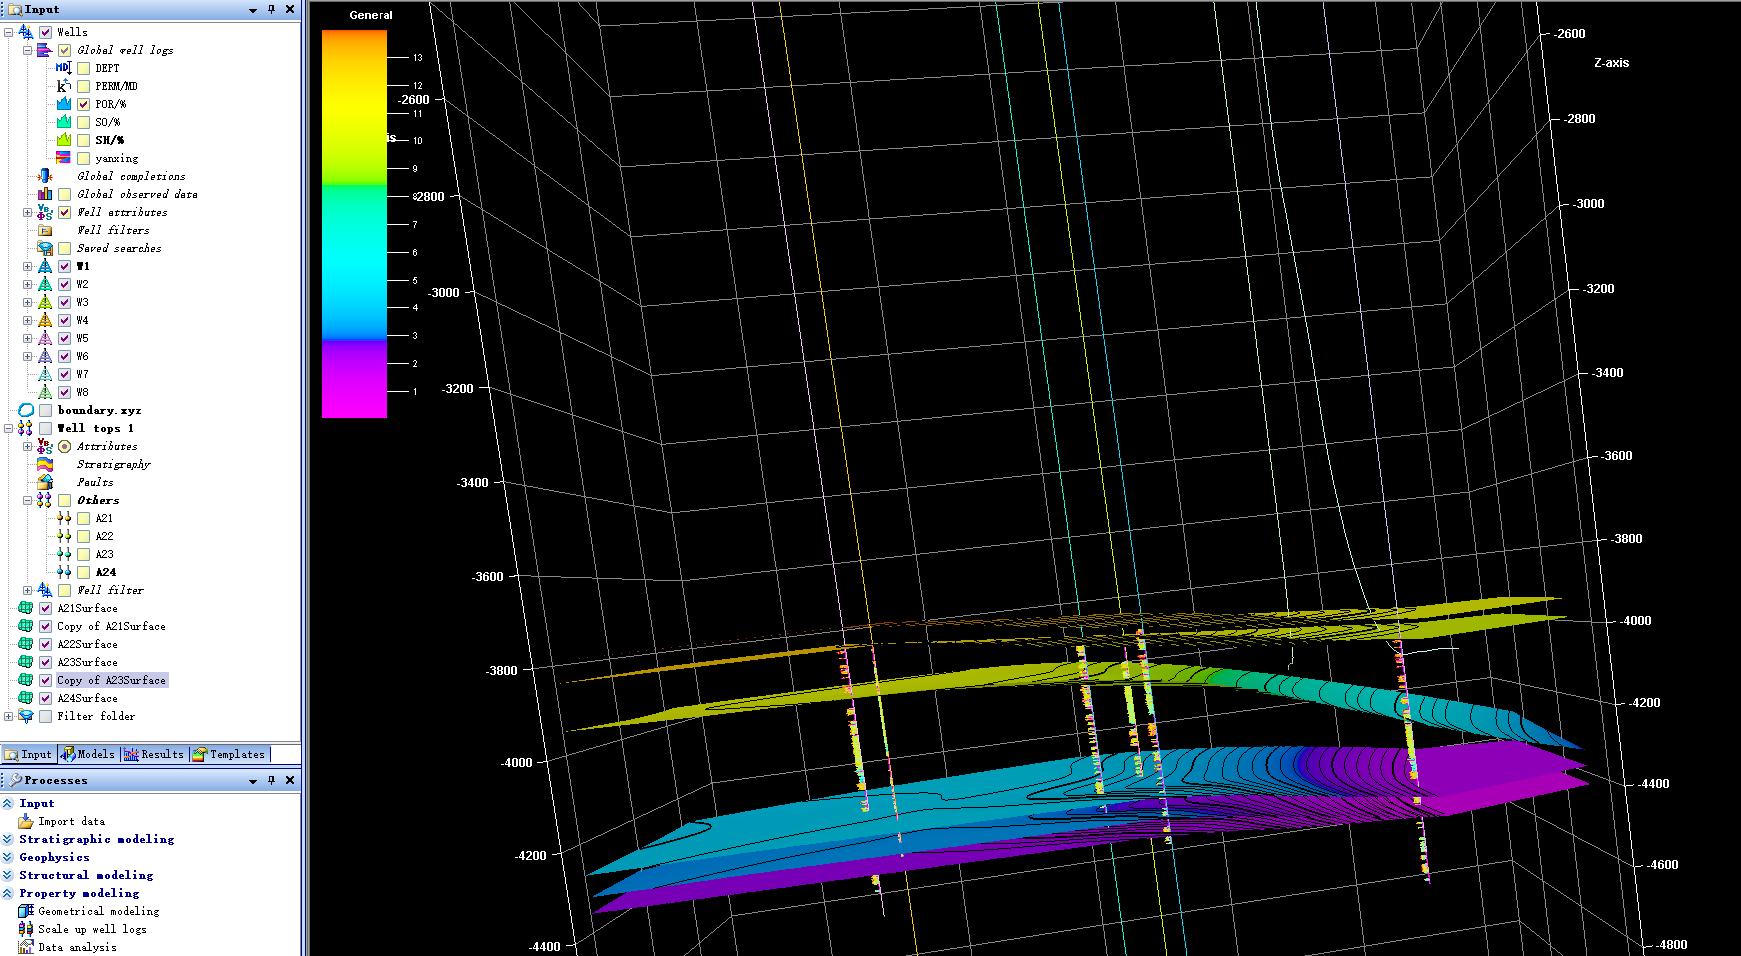 Input
Wells
Global well logs
DEPT
PERM/MD
POR/%
SO/%
SH/%
yanxing
Global completions
Global observed data
Well attributes
Well filters
Saved searches
W1
W2
W3
W4
W5
W6
W7
W8
boundary.xyz
Well tops 1
Attributes
Stratigraphy
Faults
Others
A21
A22
A23
A24
Well filter
A21Surface
Copy of A21Surface
A22Surface
A23Surface
Copy of A23Surface
A24Surface
Filter folder
Input Models Results Templates
Processes
Input
Import data
Stratigraphic modeling
Geophysics
Structural modeling
Property modeling
Geometrical modeling
Scale up well logs
Data analysis
General
13
12
11
10
9
7
6
5
4
3
2
1
-2600
is
-2800
-3000
-3200
-3400
-3600
-3800
-4000
-4200
-4400
-2600
Z-axis
-2800
-3000
-3200
-3400
-3600
-3800
-4000
-4200
-4400
-4600
-4800